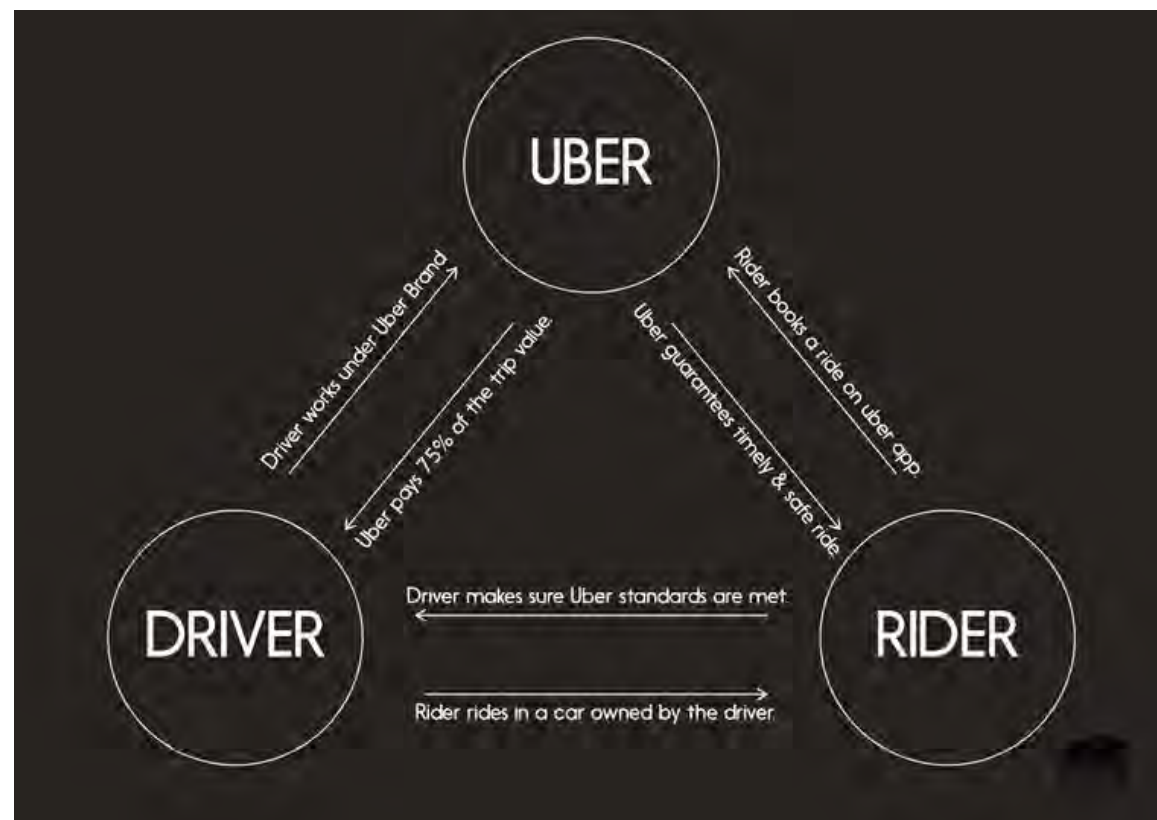 UBER
Driver works under Uber Brand
Uber pays 75% of the trip value.
Uber guarantees timely & safe ride.
Rider books a ride on uber app.
DRIVER
Driver makes sure Uber standards are met
Rider rides in a car owned by the driver.
RIDER